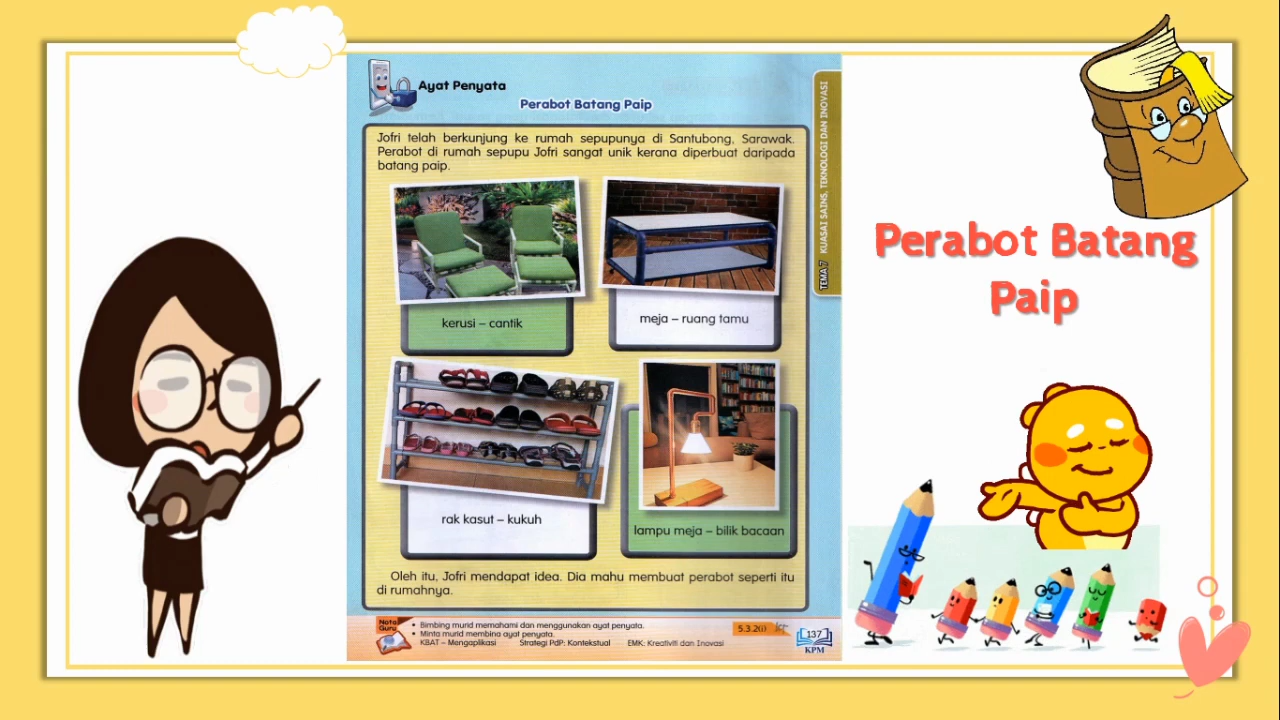 Ayat Penyata
Perabot Batang Paip
Jofri telah berkunjung ke rumah sepupunya di Santubong, Sarawak.
Perabot di rumah sepupu Jofri sangat unik kerana diperbuat daripada
batang paip.
kerusi – cantik
meja – ruang tamu
rak kasut – kukuh
lampu meja – bilik bacaan
Oleh itu, Jofri mendapat idea. Dia mahu membuat perabot seperti itu
di rumahnya.
Nota
Guru
• Bimbing murid memahami dan menggunakan ayat penyata.
• Minta murid membina ayat penyata.
KBAT – Mengaplikasi Strategi PdP: Kontekstual EMK: Kreativiti dan Inovasi
5.3.2(i)
137
KPM
TEMA 7 KUASAI SAINS, TEKNOLOGI DAN INOVASI
Perabot Batang
Paip